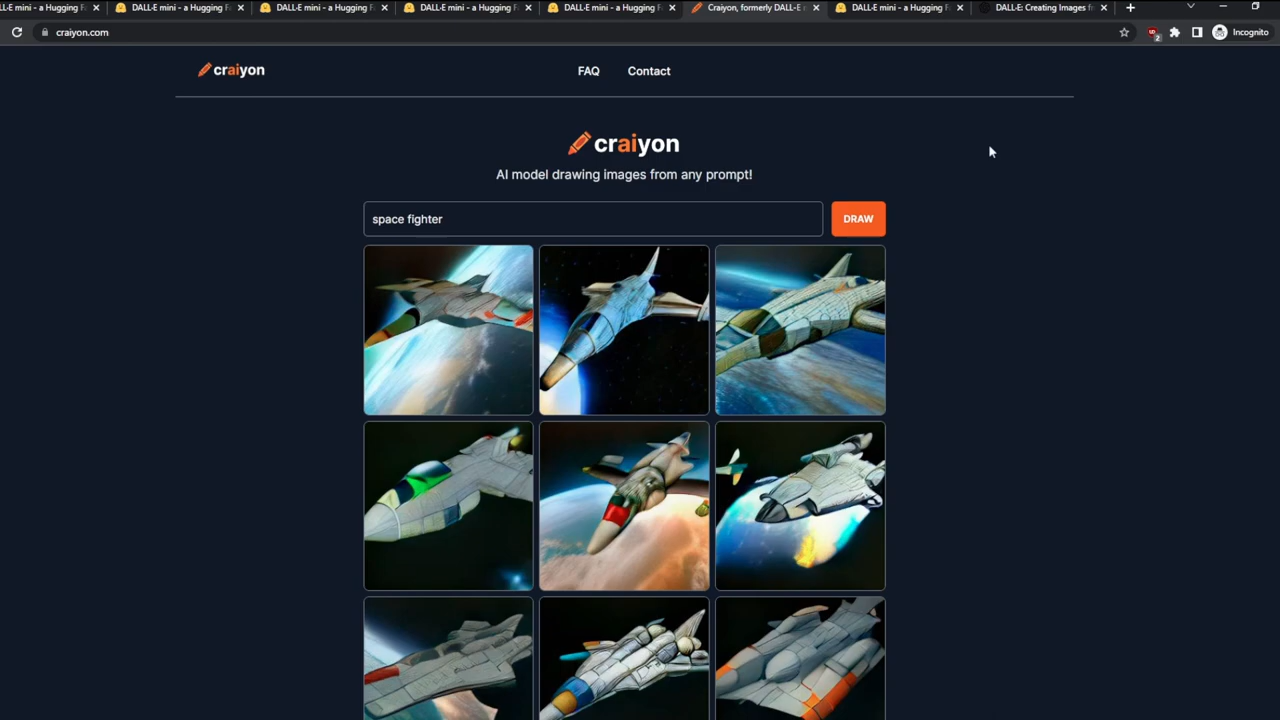 L-E mini - a Hugging F
DALL-E mini - a Hugging F
DALL-E mini - a Hugging F
DALL-E mini - a Hugging F
DALL-E mini - a Hugging F
Craiyon, formerly DALL-E
DALL-E mini - a Hugging F
DALL-E: Creating Images f
craiyon.com
2
Incognito
craiyon
FAQ
Contact
craiyon
AI model drawing images from any prompt!
space fighter
DRAW